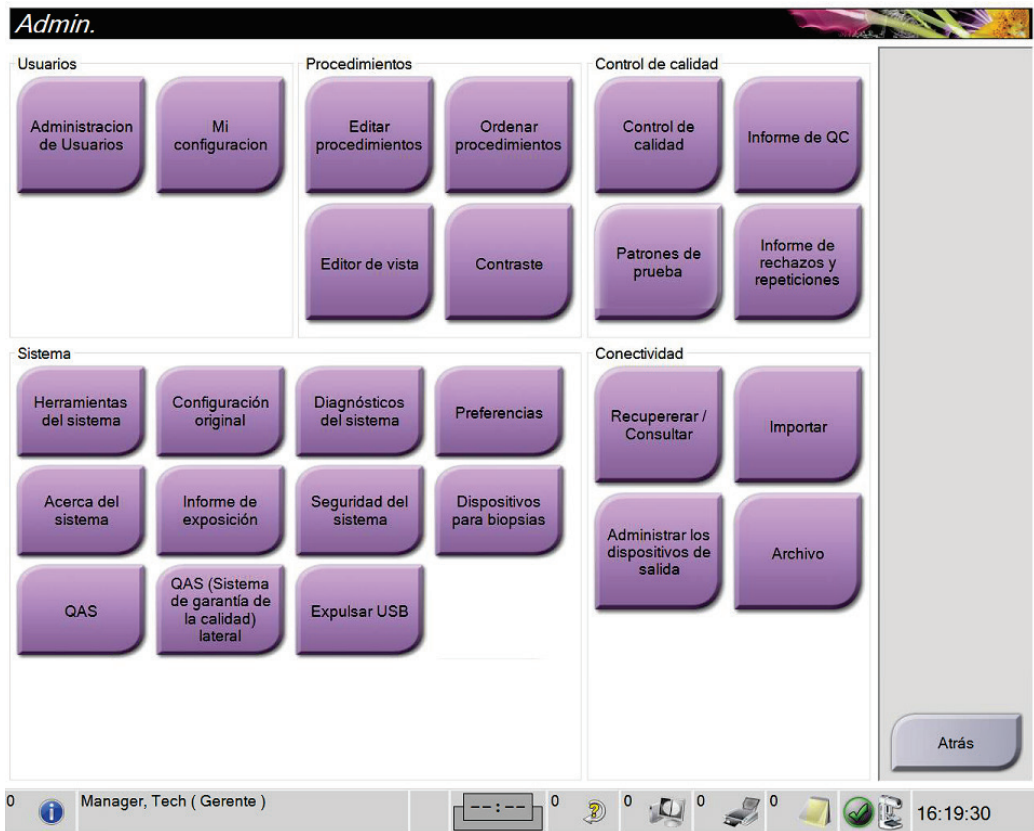 Admin.
Usuarios
Administracion
de Usuarios
Mi
configuracion
Procedimientos
Editar
procedimientos
Ordenar
procedimientos
Editor de vista
Contraste
Control de calidad
Control de
calidad
Informe de QC
Patrones de
prueba
Informe de
rechazos y
repeticiones
Sistema
Herramientas
del sistema
Configuración
original
Diagnósticos
del sistema
Preferencias
Acerca del
sistema
Informe de
exposición
Seguridad del
sistema
Dispositivos
para biopsias
QAS
QAS (Sistema
de garantía de
la calidad)
lateral
Expulsar USB
Conectividad
Recupererar /
Consultar
Importar
Administrar los
dispositivos de
salida
Archivo
Atrás
0
Manager, Tech ( Gerente )
--:--
0
0
0
0
16:19:30